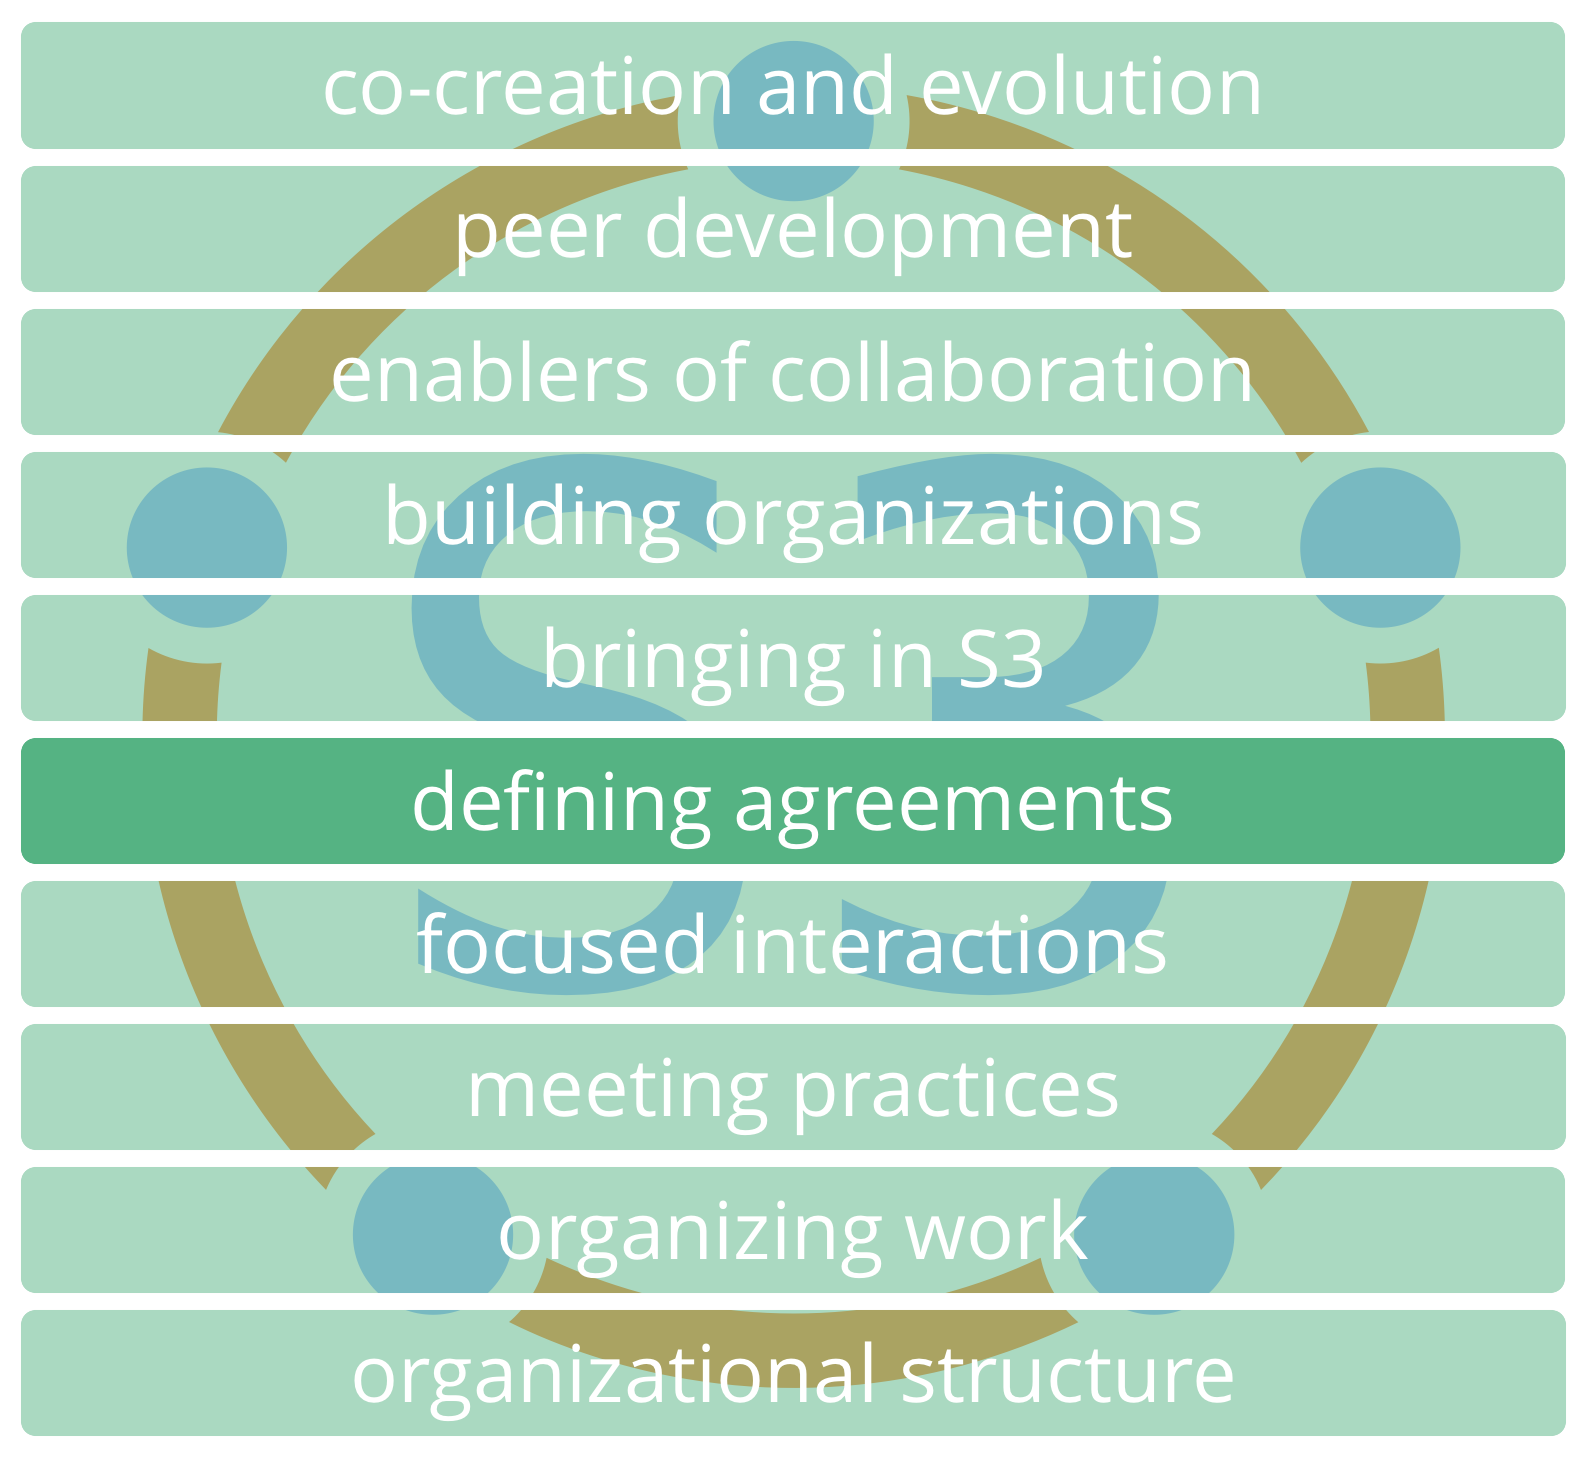 co-creation and evolution
peer development
enablers of collaboration
building organizations
bringing in S3
defining agreements
focused interactions
meeting practices
organizing work
organizational structure
S3